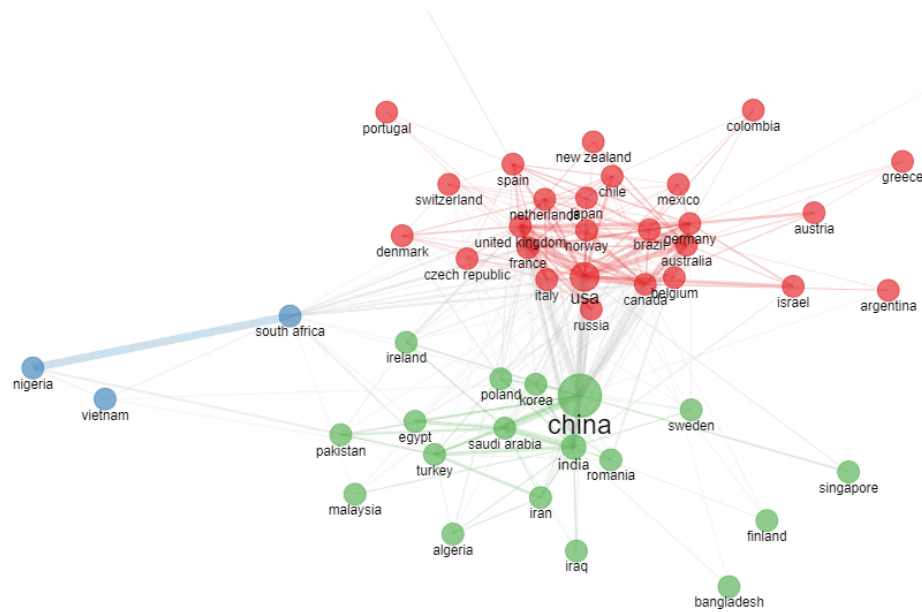 portugal
colombia
new zealand
greece
spain
chile
switzerland
mexico
netherlands
japan
austria
united kingdom
norway
brazil
germany
denmark
france
australia
czech republic
italy
usa
canada
belgium
israel
argentina
russia
south africa
ireland
nigeria
poland
korea
vietnam
china
sweden
egypt
saudi arabia
pakistan
turkey
india
romania
singapore
malaysia
iran
finland
algeria
iraq
bangladesh